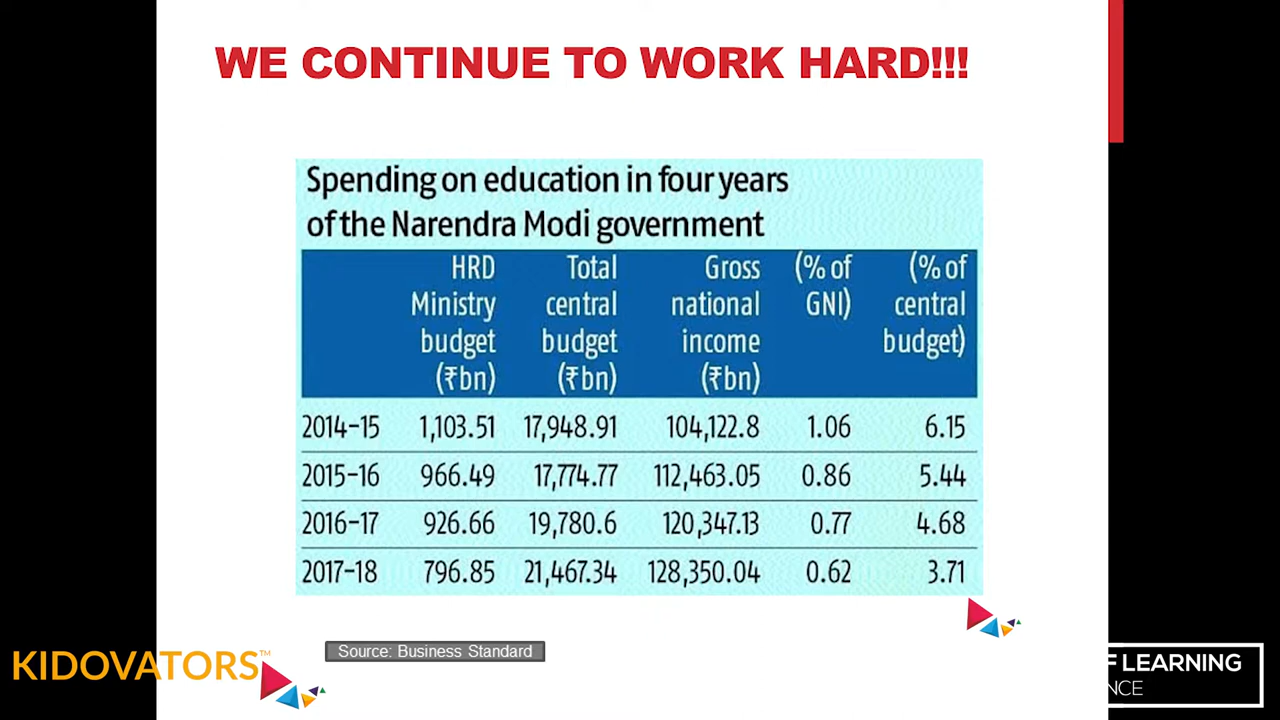 WE CONTINUE TO WORK HARD!!!
Spending on education in four years
of the Narendra Modi government
HRD Ministry budget (₹bn) Total central budget (₹bn) Gross national income (₹bn) (% of GNI) (% of central budget)
2014–15 1,103.51 17,948.91 104,122.8 1.06 6.15
2015–16 966.49 17,774.77 112,463.05 0.86 5.44
2016–17 926.66 19,780.6 120,347.13 0.77 4.68
2017–18 796.85 21,467.34 128,350.04 0.62 3.71
Source: Business Standard
KIDOVATORS™
F LEARNING
NCE